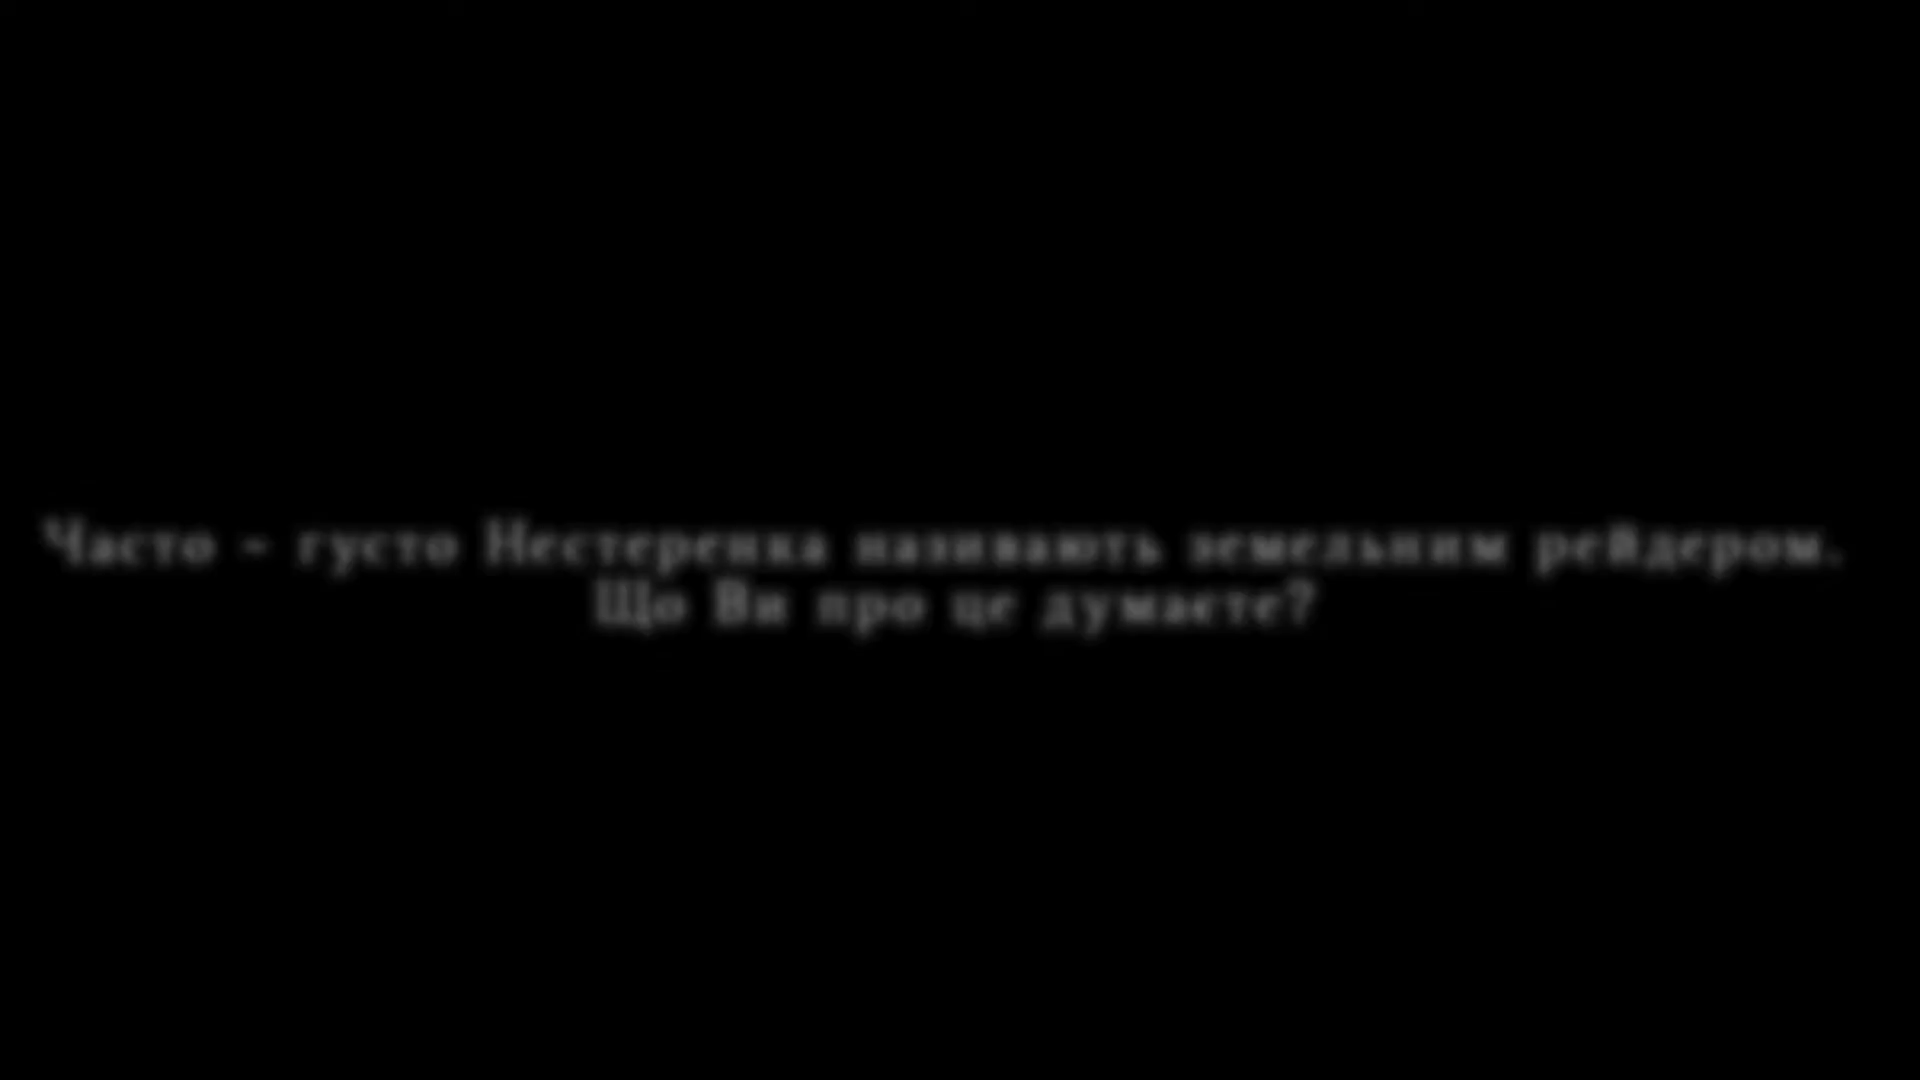 Часто - густо Нестеренка називають земельним рейдером.
Що Ви про це думаєте?